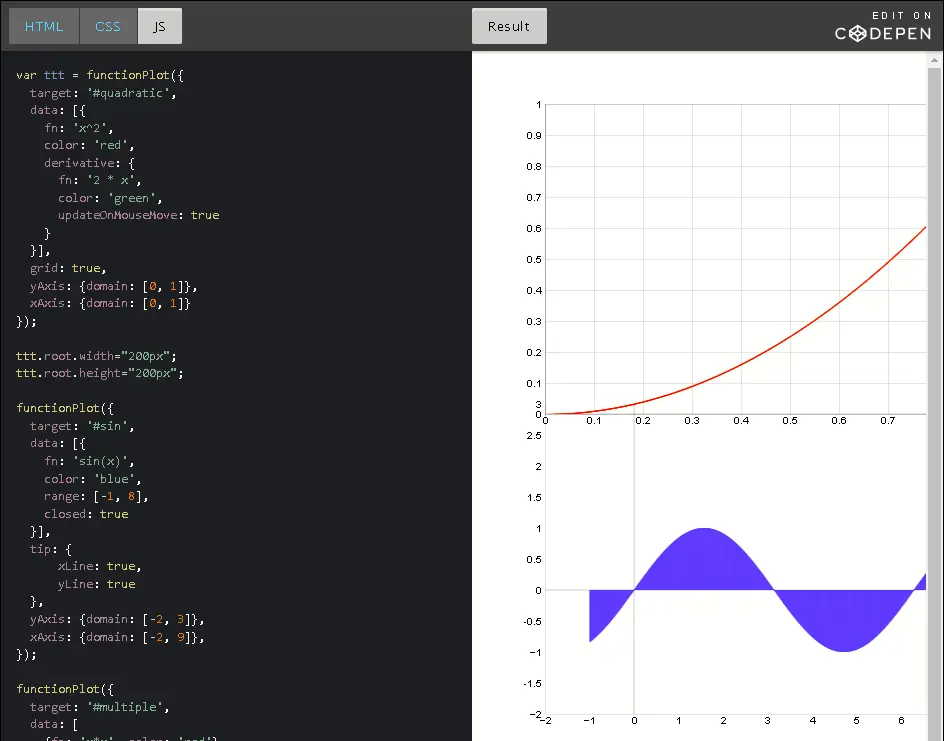 HTML CSS JS Result EDIT ON
CODEPEN
var ttt = functionPlot({
target: '#quadratic',
data: [{
fn: 'x^2',
color: 'red',
derivative: {
fn: '2 * x',
color: 'green',
updateOnMouseMove: true
}
}],
grid: true,
yAxis: {domain: [0, 1]},
xAxis: {domain: [0, 1]}
});
ttt.root.width="200px";
ttt.root.height="200px";
functionPlot({
target: '#sin',
data: [{
fn: 'sin(x)',
color: 'blue',
range: [-1, 8],
closed: true
}],
tip: {
xLine: true,
yLine: true
},
yAxis: {domain: [-2, 3]},
xAxis: {domain: [-2, 9]},
});
functionPlot({
target: '#multiple',
data: [
{fn: 'x*x', color: 'red'}
1
0.9
0.8
0.7
0.6
0.5
0.4
0.3
0.2
0.1
3
0
0 0.1 0.2 0.3 0.4 0.5 0.6 0.7
2.5
2
1.5
1
0.5
0
-0.5
−1
-1.5
−2
−2 −1 0 1 2 3 4 5 6